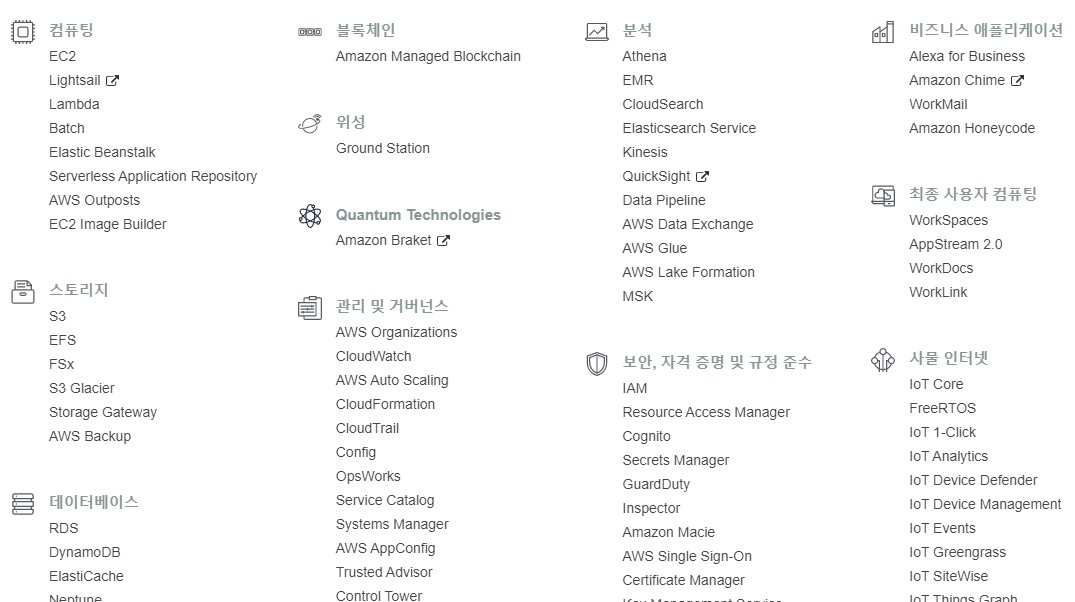 컴퓨팅
EC2
Lightsail
Lambda
Batch
Elastic Beanstalk
Serverless Application Repository
AWS Outposts
EC2 Image Builder
스토리지
S3
EFS
FSx
S3 Glacier
Storage Gateway
AWS Backup
데이터베이스
RDS
DynamoDB
ElastiCache
Neptune
블록체인
Amazon Managed Blockchain
위성
Ground Station
Quantum Technologies
Amazon Braket
관리 및 거버넌스
AWS Organizations
CloudWatch
AWS Auto Scaling
CloudFormation
CloudTrail
Config
OpsWorks
Service Catalog
Systems Manager
AWS AppConfig
Trusted Advisor
Control Tower
분석
Athena
EMR
CloudSearch
Elasticsearch Service
Kinesis
QuickSight
Data Pipeline
AWS Data Exchange
AWS Glue
AWS Lake Formation
MSK
보안, 자격 증명 및 규정 준수
IAM
Resource Access Manager
Cognito
Secrets Manager
GuardDuty
Inspector
Amazon Macie
AWS Single Sign-On
Certificate Manager
Key Management Service
비즈니스 애플리케이션
Alexa for Business
Amazon Chime
WorkMail
Amazon Honeycode
최종 사용자 컴퓨팅
WorkSpaces
AppStream 2.0
WorkDocs
WorkLink
사물 인터넷
IoT Core
FreeRTOS
IoT 1-Click
IoT Analytics
IoT Device Defender
IoT Device Management
IoT Events
IoT Greengrass
IoT SiteWise
IoT Things Graph